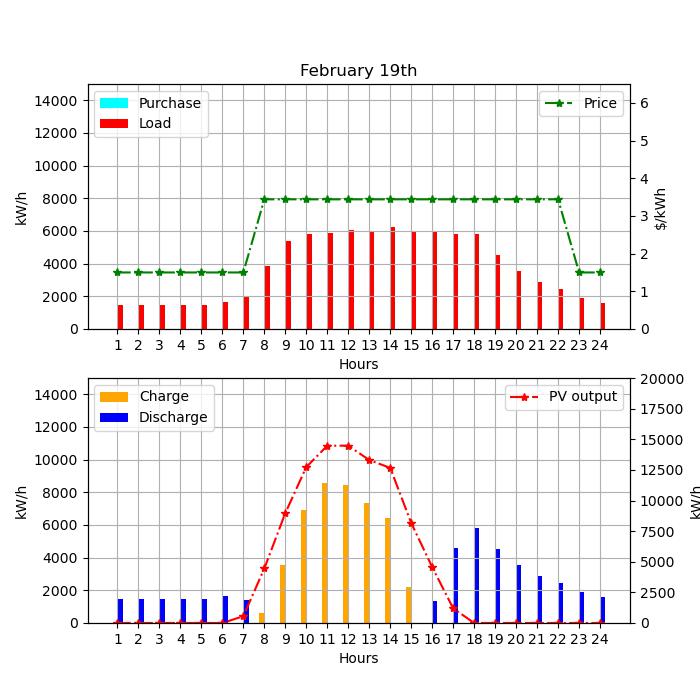 February 19th
Purchase
Load
Price
14000
12000
10000
8000
6000
4000
2000
0
kW/h
6
5
4
3
2
1
0
$/kWh
1 2 3 4 5 6 7 8 9 10 11 12 13 14 15 16 17 18 19 20 21 22 23 24
Hours
Charge
Discharge
PV output
14000
12000
10000
8000
6000
4000
2000
0
kW/h
20000
17500
15000
12500
10000
7500
5000
2500
0
kW/h
1 2 3 4 5 6 7 8 9 10 11 12 13 14 15 16 17 18 19 20 21 22 23 24
Hours